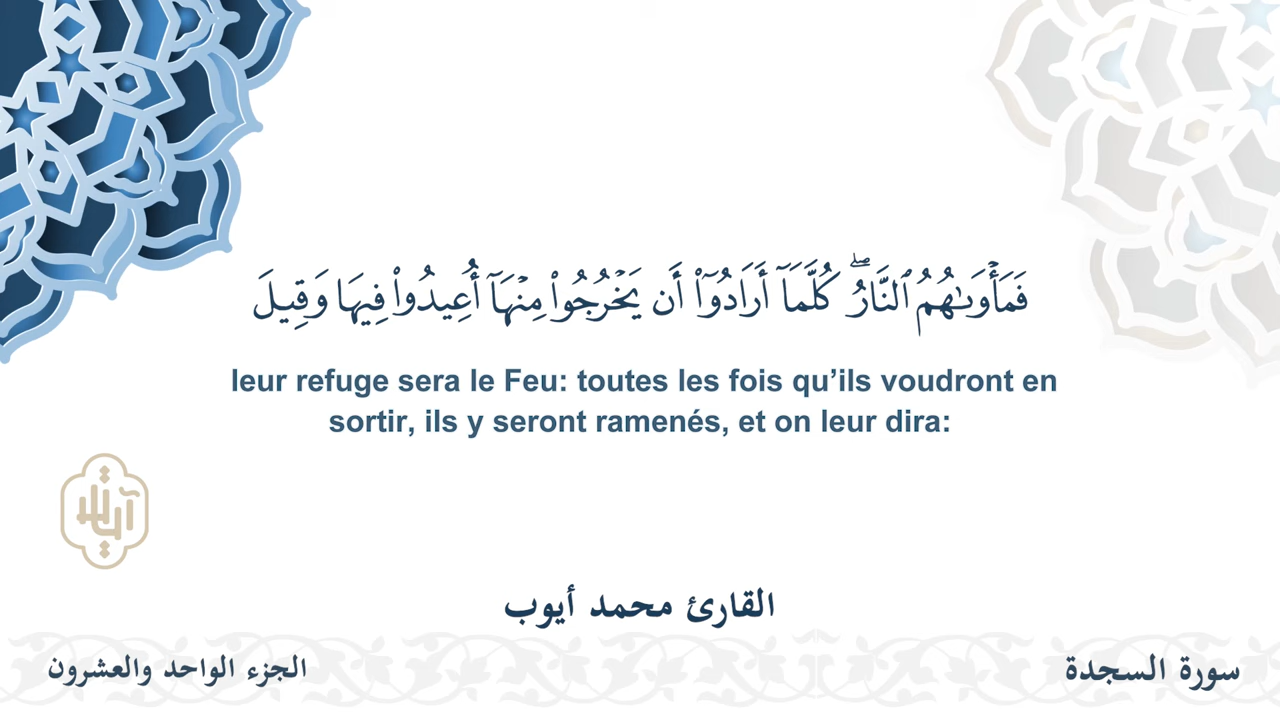 فَمَأْوَىٰهُمُ ٱلنَّارُ ۖ كُلَّمَآ أَرَادُوٓا۟ أَن يَخْرُجُوا۟ مِنْهَآ أُعِيدُوا۟ فِيهَا وَقِيلَ
leur refuge sera le Feu: toutes les fois qu’ils voudront en
sortir, ils y seront ramenés, et on leur dira:
القارئ محمد أيوب
سورة السجدة
الجزء الواحد والعشرون